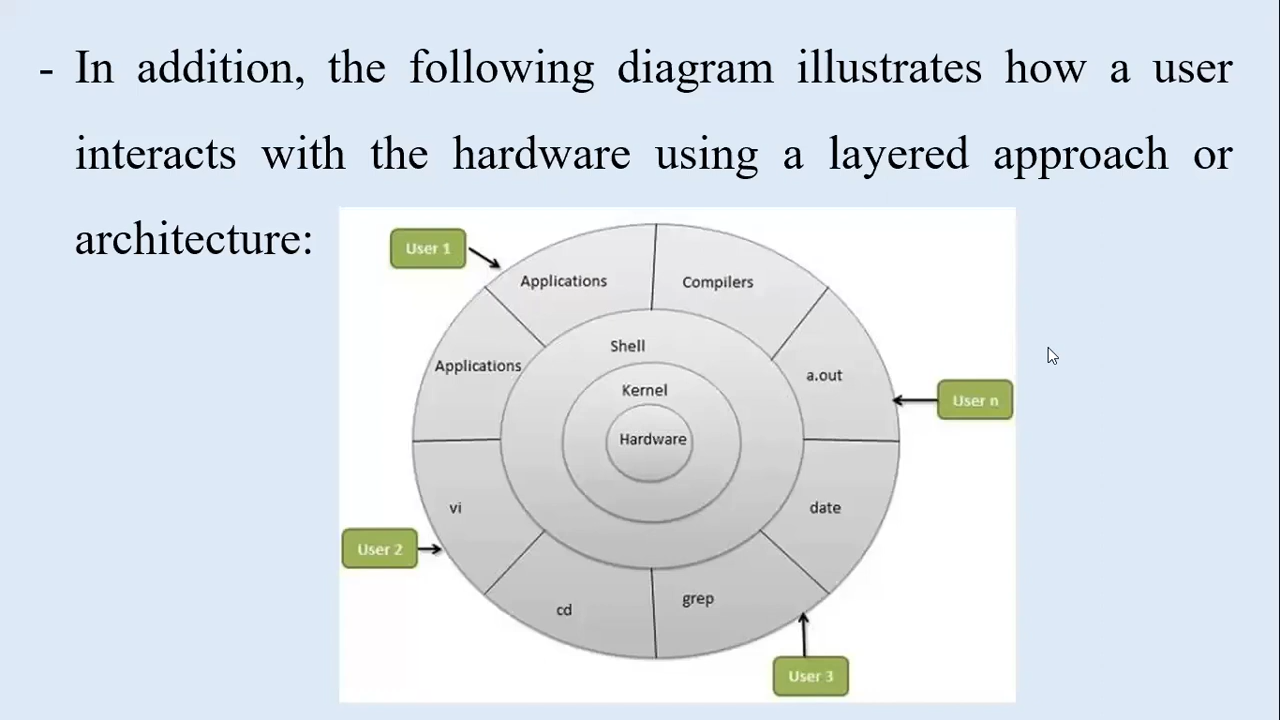 - In addition, the following diagram illustrates how a user
interacts with the hardware using a layered approach or
architecture:
User 1
Applications
Compilers
Shell
Applications
a.out
Kernel
User n
Hardware
vi
date
User 2
cd
grep
User 3